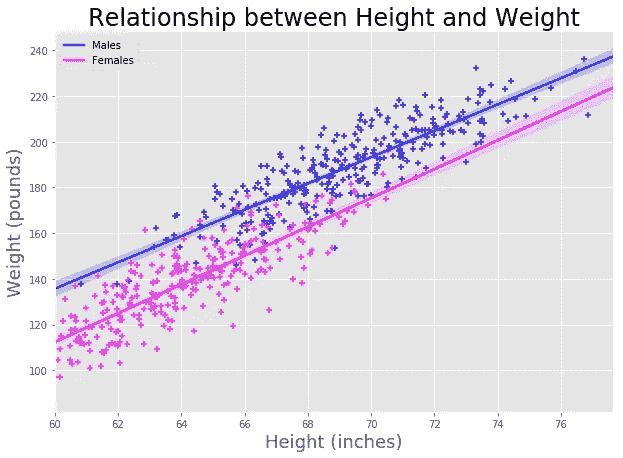 Relationship between Height and Weight
Males
Females
Weight (pounds)
240
220
200
180
160
140
120
100
60 62 64 66 68 70 72 74 76
Height (inches)